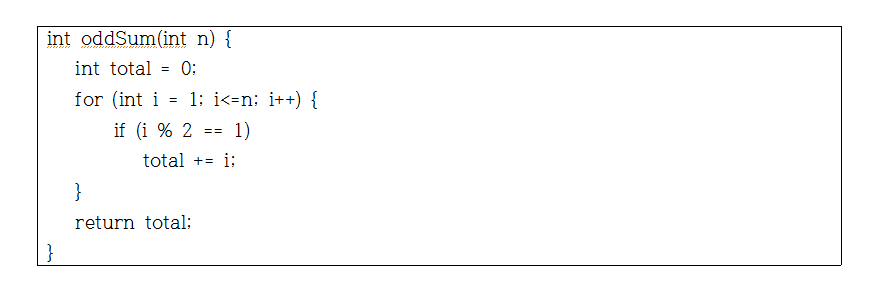 int oddSum(int n) {
int total = 0;
for (int i = 1; i<=n; i++) {
if (i % 2 == 1)
total += i;
}
return total;
}